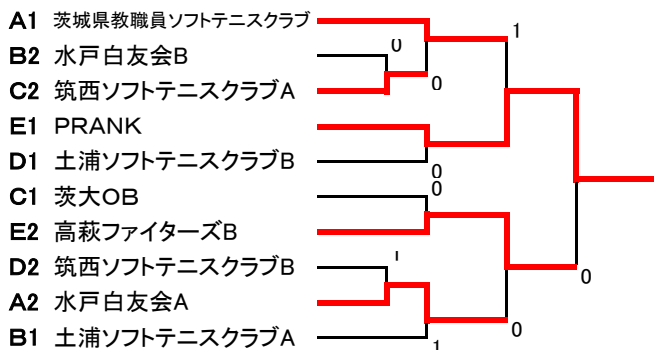 A1 茨城県教職員ソフトテニスクラブ
1
B2 水戸白友会B
0
C2 筑西ソフトテニスクラブA
0
E1 PRANK
D1 土浦ソフトテニスクラブB
0
C1 茨大OB
0
E2 高萩ファイターズB
D2 筑西ソフトテニスクラブB
1
0
A2 水戸白友会A
0
B1 土浦ソフトテニスクラブA
1